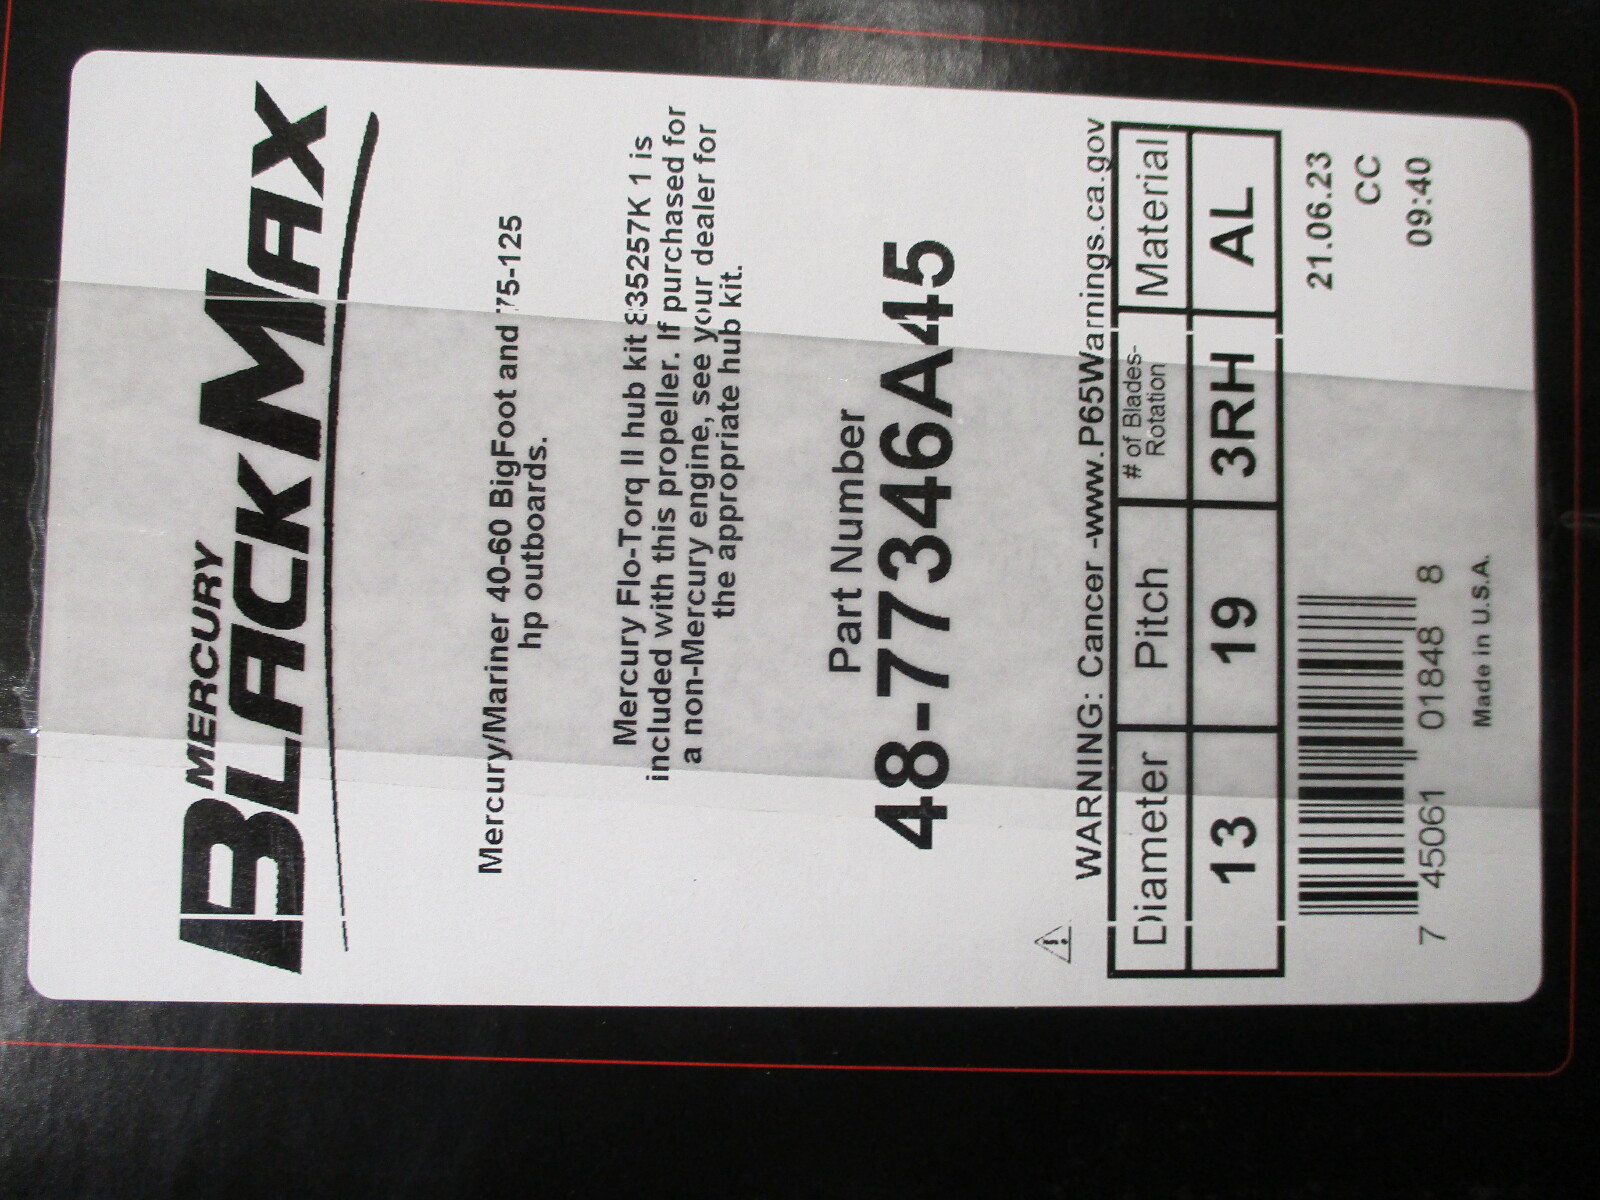 MERCURY
BLACKMAX
Mercury/Mariner 40-60 BigFoot and 75-125
hp outboards.
Mercury Flo-Torq II hub kit 835257K 1 is
included with this propeller. If purchased for
a non-Mercury engine, see your dealer for
the appropriate hub kit.
Part Number
48-77346A45
WARNING: Cancer -www.P65Warnings.ca.gov
Diameter Pitch # of Blades-Rotation Material
13 19 3RH AL
7 45061 01848 8
21.06.23
CC
09:40
Made in U.S.A.